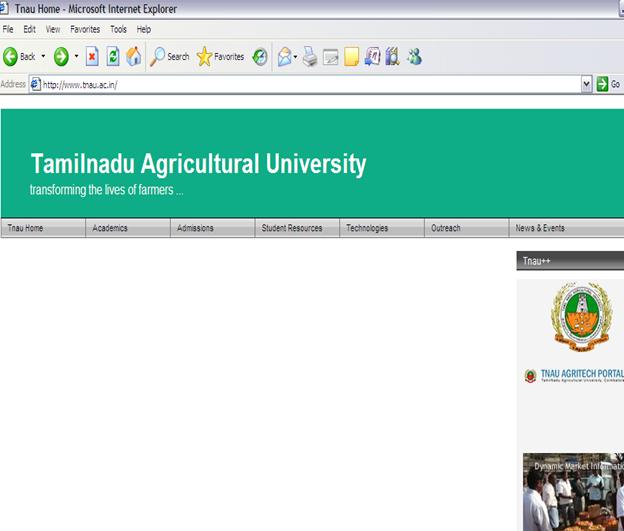 Tnau Home - Microsoft Internet Explorer
File Edit View Favorites Tools Help
Back Search Favorites
Address http://www.tnau.ac.in/ Go
Tamilnadu Agricultural University
transforming the lives of farmers ...
Tnau Home Academics Admissions Student Resources Technologies Outreach News & Events
Tnau++
TNAU AGRITECH PORTAL
TamilNadu Agricultural University, Coimbatore
Dynamic Market Informatio